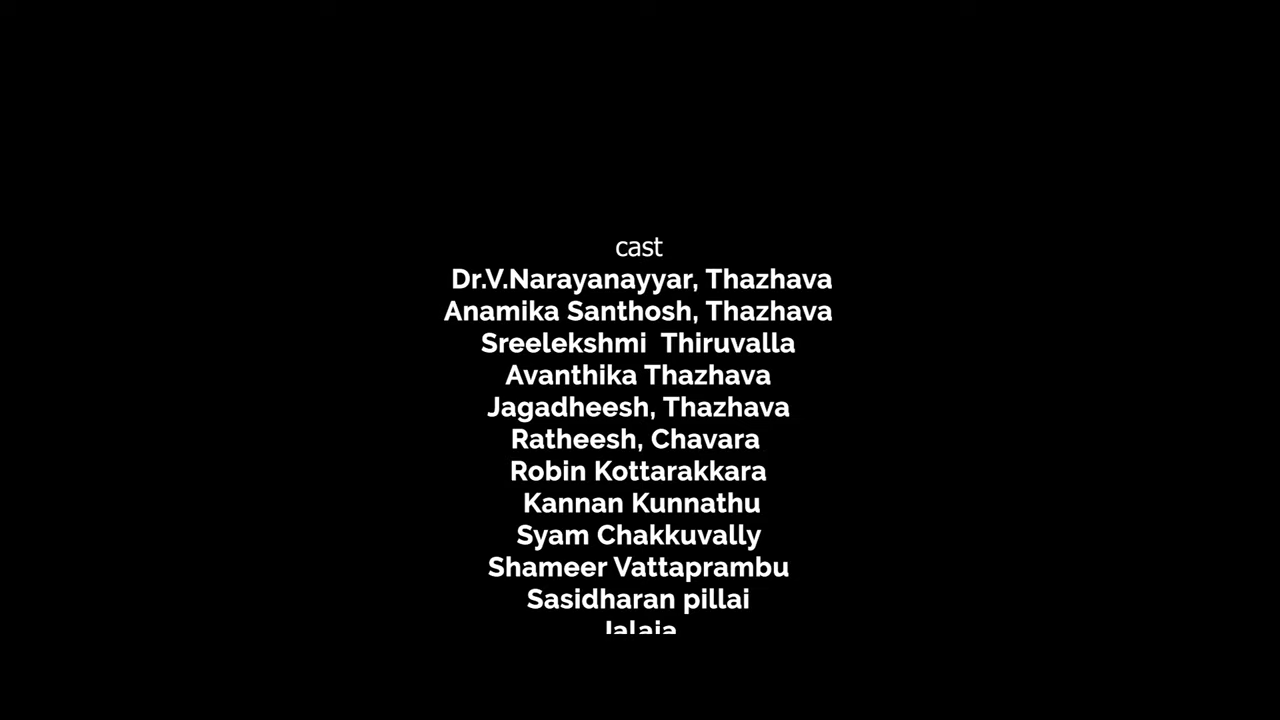 cast
Dr.V.Narayanayyar, Thazhava
Anamika Santhosh, Thazhava
Sreelekshmi  Thiruvalla
Avanthika Thazhava
Jagadheesh, Thazhava
Ratheesh, Chavara
Robin Kottarakkara
Kannan Kunnathu
Syam Chakkuvally
Shameer Vattaprambu
Sasidharan pillai
Jalaja